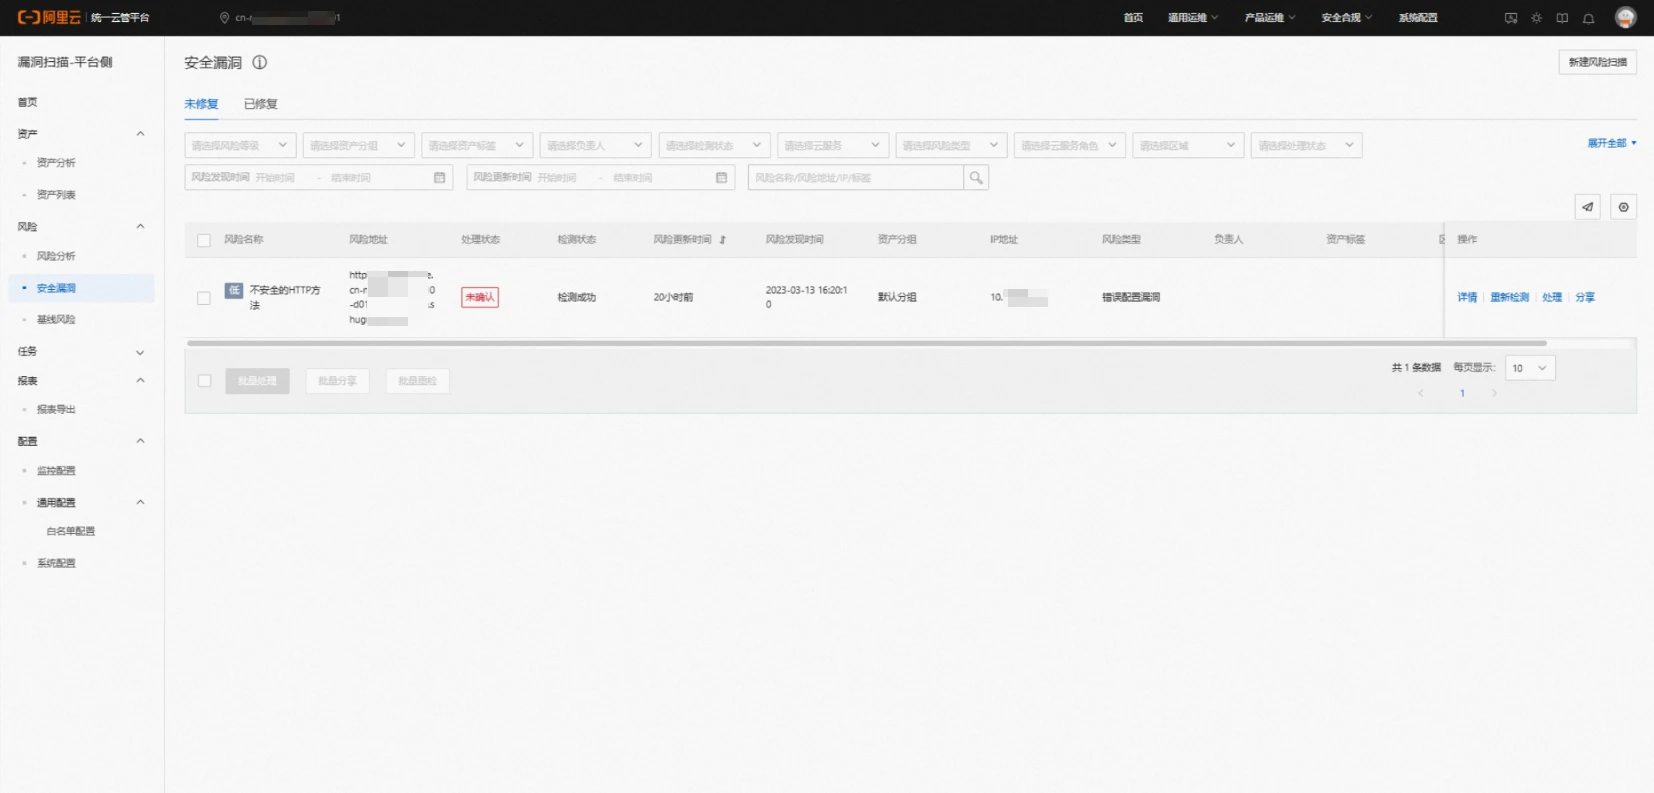 阿里云 | 统一云管平台
cn-r 01
首页 通用运维 产品运维 安全合规 系统配置
漏洞扫描-平台侧
首页
资产
资产分析
资产列表
风险
风险分析
安全漏洞
基线风险
任务
报表
报表导出
配置
监控配置
通用配置
白名单配置
系统配置
安全漏洞
新建风险扫描
未修复 已修复
请选择风险等级 请选择资产分组 请选择资产标签 请选择负责人 请选择检测状态 请选择云服务 请选择风险类型 请选择云服务角色 请选择区域 请选择处理状态
展开全部
风险发现时间 开始时间 - 结束时间 风险更新时间 开始时间 - 结束时间 风险名称/风险地址/IP/标签
风险名称 风险地址 处理状态 检测状态 风险更新时间 风险发现时间 资产分组 IP地址 风险类型 负责人 资产标签 操作
低 不安全的HTTP方
法
http e.
cn-r 10
-d01 .s
hug
未确认
检测成功
20小时前
2023-03-13 16:20:1
0
默认分组
10.
错误配置漏洞
详情 重新检测 处理 分享
批量处理 批量分享 批量重检
共 1 条数据 每页显示: 10
1